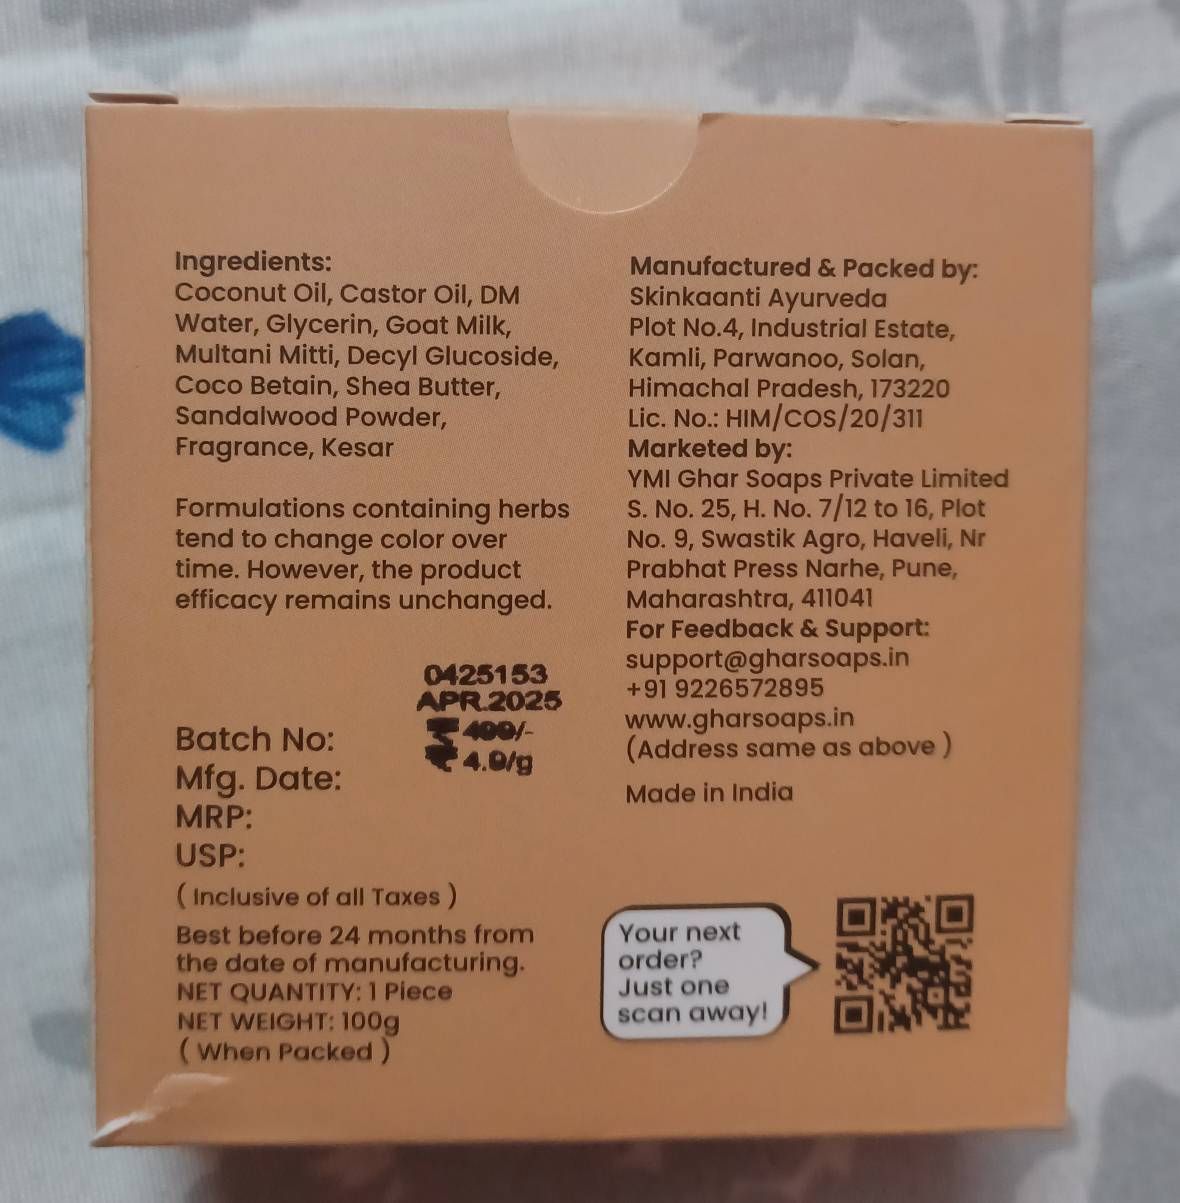 Ingredients:
Coconut Oil, Castor Oil, DM
Water, Glycerin, Goat Milk,
Multani Mitti, Decyl Glucoside,
Coco Betain, Shea Butter,
Sandalwood Powder,
Fragrance, Kesar
Formulations containing herbs
tend to change color over
time. However, the product
efficacy remains unchanged.
0425153
APR.2025
₹ 499/-
₹ 4.9/g
Batch No:
Mfg. Date:
MRP:
USP:
( Inclusive of all Taxes )
Best before 24 months from
the date of manufacturing.
NET QUANTITY: 1 Piece
NET WEIGHT: 100g
( When Packed )
Manufactured & Packed by:
Skinkaanti Ayurveda
Plot No.4, Industrial Estate,
Kamli, Parwanoo, Solan,
Himachal Pradesh, 173220
Lic. No.: HIM/COS/20/311
Marketed by:
YMI Ghar Soaps Private Limited
S. No. 25, H. No. 7/12 to 16, Plot
No. 9, Swastik Agro, Haveli, Nr
Prabhat Press Narhe, Pune,
Maharashtra, 411041
For Feedback & Support:
support@gharsoaps.in
+91 9226572895
www.gharsoaps.in
(Address same as above )
Made in India
Your next
order?
Just one
scan away!